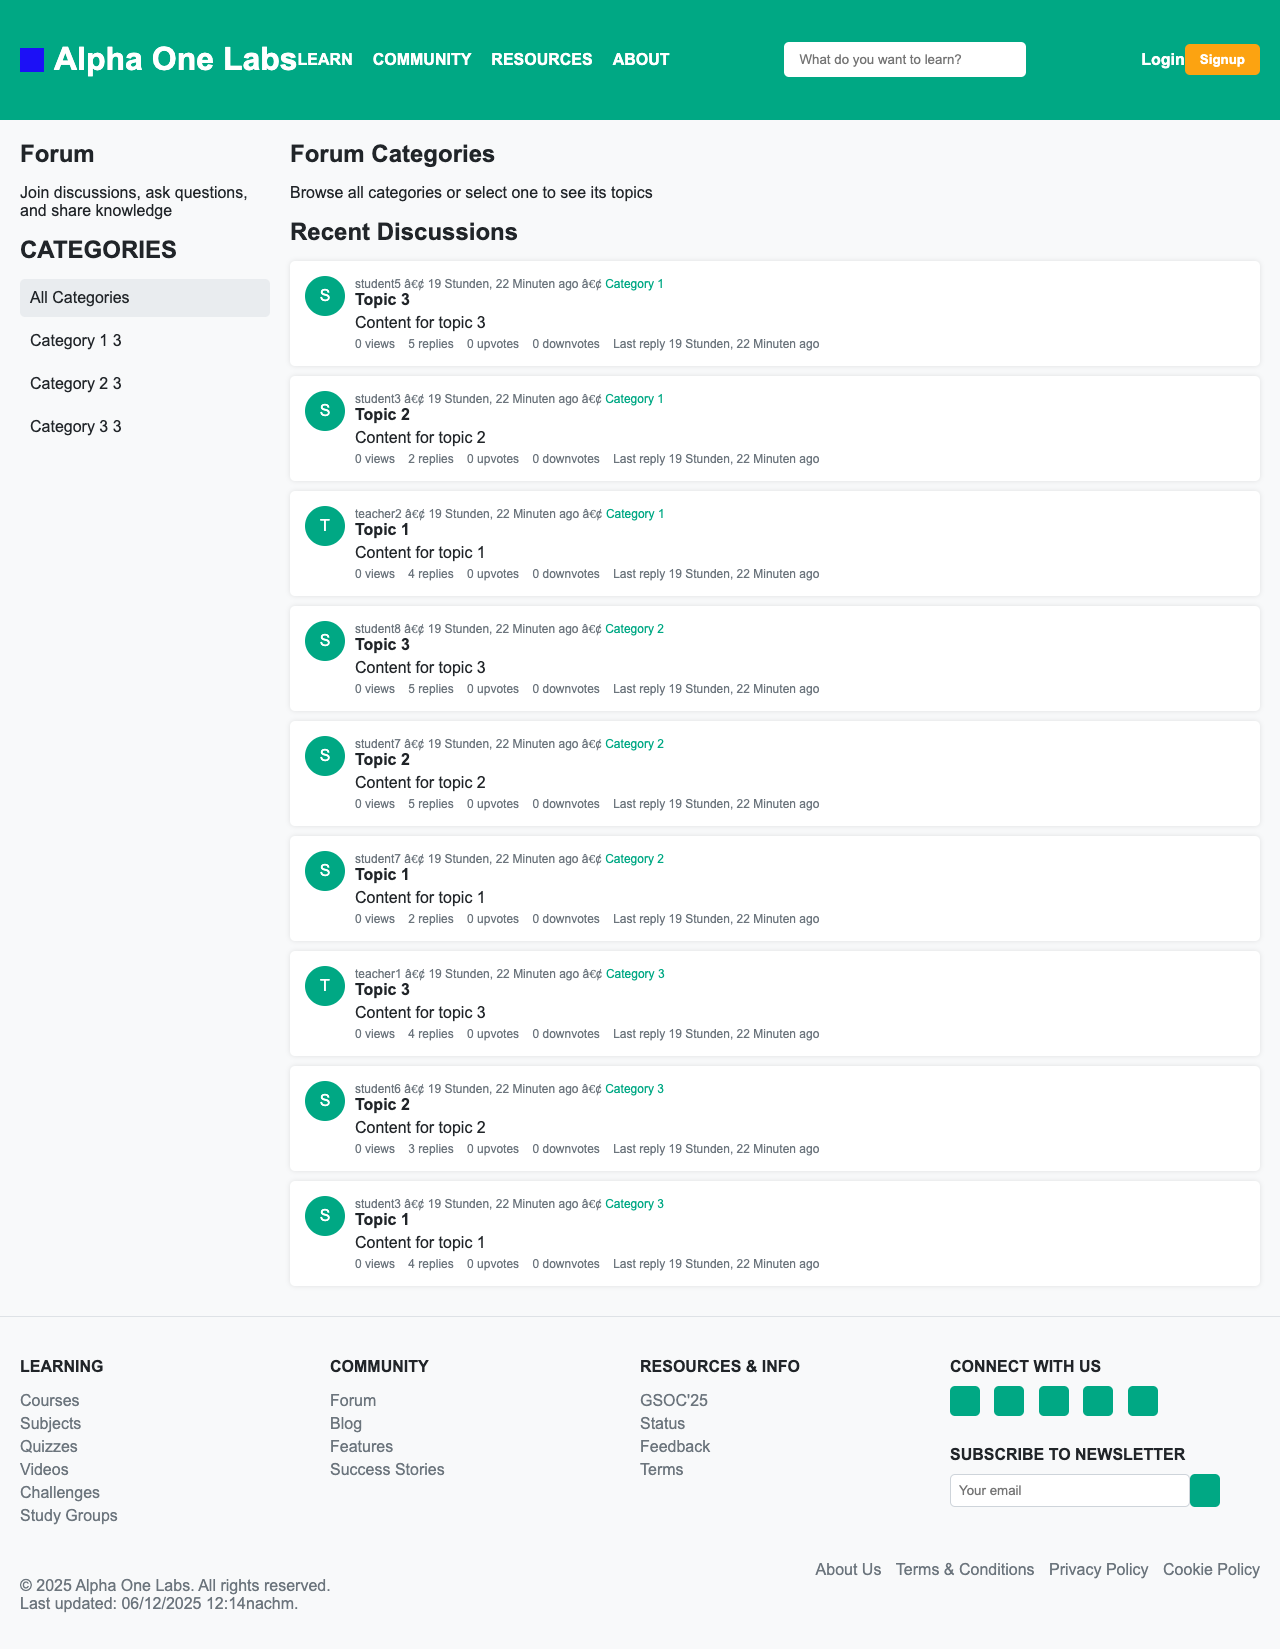 Alpha One Labs LEARN COMMUNITY RESOURCES ABOUT What do you want to learn? Login Signup
Forum
Join discussions, ask questions,
and share knowledge
CATEGORIES
All Categories
Category 1 3
Category 2 3
Category 3 3
Forum Categories
Browse all categories or select one to see its topics
Recent Discussions
S
student5 â€¢ 19 Stunden, 22 Minuten ago â€¢ Category 1
Topic 3
Content for topic 3
0 views 5 replies 0 upvotes 0 downvotes Last reply 19 Stunden, 22 Minuten ago
S
student3 â€¢ 19 Stunden, 22 Minuten ago â€¢ Category 1
Topic 2
Content for topic 2
0 views 2 replies 0 upvotes 0 downvotes Last reply 19 Stunden, 22 Minuten ago
T
teacher2 â€¢ 19 Stunden, 22 Minuten ago â€¢ Category 1
Topic 1
Content for topic 1
0 views 4 replies 0 upvotes 0 downvotes Last reply 19 Stunden, 22 Minuten ago
S
student8 â€¢ 19 Stunden, 22 Minuten ago â€¢ Category 2
Topic 3
Content for topic 3
0 views 5 replies 0 upvotes 0 downvotes Last reply 19 Stunden, 22 Minuten ago
S
student7 â€¢ 19 Stunden, 22 Minuten ago â€¢ Category 2
Topic 2
Content for topic 2
0 views 5 replies 0 upvotes 0 downvotes Last reply 19 Stunden, 22 Minuten ago
S
student7 â€¢ 19 Stunden, 22 Minuten ago â€¢ Category 2
Topic 1
Content for topic 1
0 views 2 replies 0 upvotes 0 downvotes Last reply 19 Stunden, 22 Minuten ago
T
teacher1 â€¢ 19 Stunden, 22 Minuten ago â€¢ Category 3
Topic 3
Content for topic 3
0 views 4 replies 0 upvotes 0 downvotes Last reply 19 Stunden, 22 Minuten ago
S
student6 â€¢ 19 Stunden, 22 Minuten ago â€¢ Category 3
Topic 2
Content for topic 2
0 views 3 replies 0 upvotes 0 downvotes Last reply 19 Stunden, 22 Minuten ago
S
student3 â€¢ 19 Stunden, 22 Minuten ago â€¢ Category 3
Topic 1
Content for topic 1
0 views 4 replies 0 upvotes 0 downvotes Last reply 19 Stunden, 22 Minuten ago
LEARNING
Courses
Subjects
Quizzes
Videos
Challenges
Study Groups
COMMUNITY
Forum
Blog
Features
Success Stories
RESOURCES & INFO
GSOC'25
Status
Feedback
Terms
CONNECT WITH US
SUBSCRIBE TO NEWSLETTER
Your email
© 2025 Alpha One Labs. All rights reserved.
Last updated: 06/12/2025 12:14nachm.
About Us Terms & Conditions Privacy Policy Cookie Policy